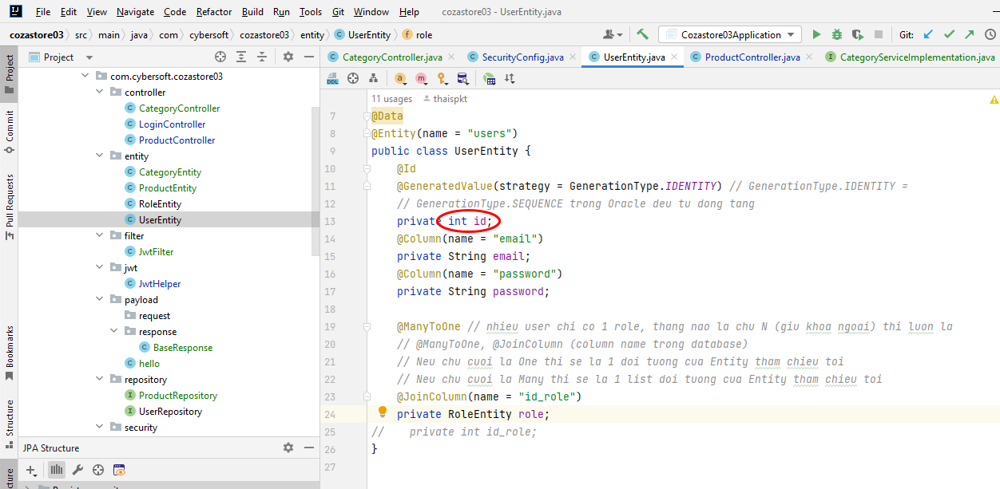 File Edit View Navigate Code Refactor Build Run Tools Git Window Help cozastore03 - UserEntity.java
cozastore03 src main java com cybersoft cozastore03 entity UserEntity role Cozastore03Application Git:
Project
CategoryController.java SecurityConfig.java UserEntity.java ProductController.java CategoryServiceImplementation.java
Project
Commit
Pull Requests
Bookmarks
Structure
com.cybersoft.cozastore03
controller
CategoryController
LoginController
ProductController
entity
CategoryEntity
ProductEntity
RoleEntity
UserEntity
filter
JwtFilter
jwt
JwtHelper
payload
request
response
BaseResponse
hello
repository
ProductRepository
UserRepository
security
JPA Structure
DDL
11 usages thaispkt
7 @Data
8 @Entity(name = "users")
9 public class UserEntity {
10 @Id
11 @GeneratedValue(strategy = GenerationType.IDENTITY) // GenerationType.IDENTITY =
12 // GenerationType.SEQUENCE trong Oracle deu tu dong tang
13 private int id;
14 @Column(name = "email")
15 private String email;
16 @Column(name = "password")
17 private String password;
18
19 @ManyToOne // nhieu user chi co 1 role, thang nao la chu N (giu khoa ngoai) thi luon la
20 // @ManyToOne, @JoinColumn (column name trong database)
21 // Neu chu cuoi la One thi se la 1 doi tuong cua Entity tham chieu toi
22 // Neu chu cuoi la Many thi se la 1 list doi tuong cua Entity tham chieu toi
23 @JoinColumn(name = "id_role")
24 private RoleEntity role;
25 // private int id_role;
26 }
27